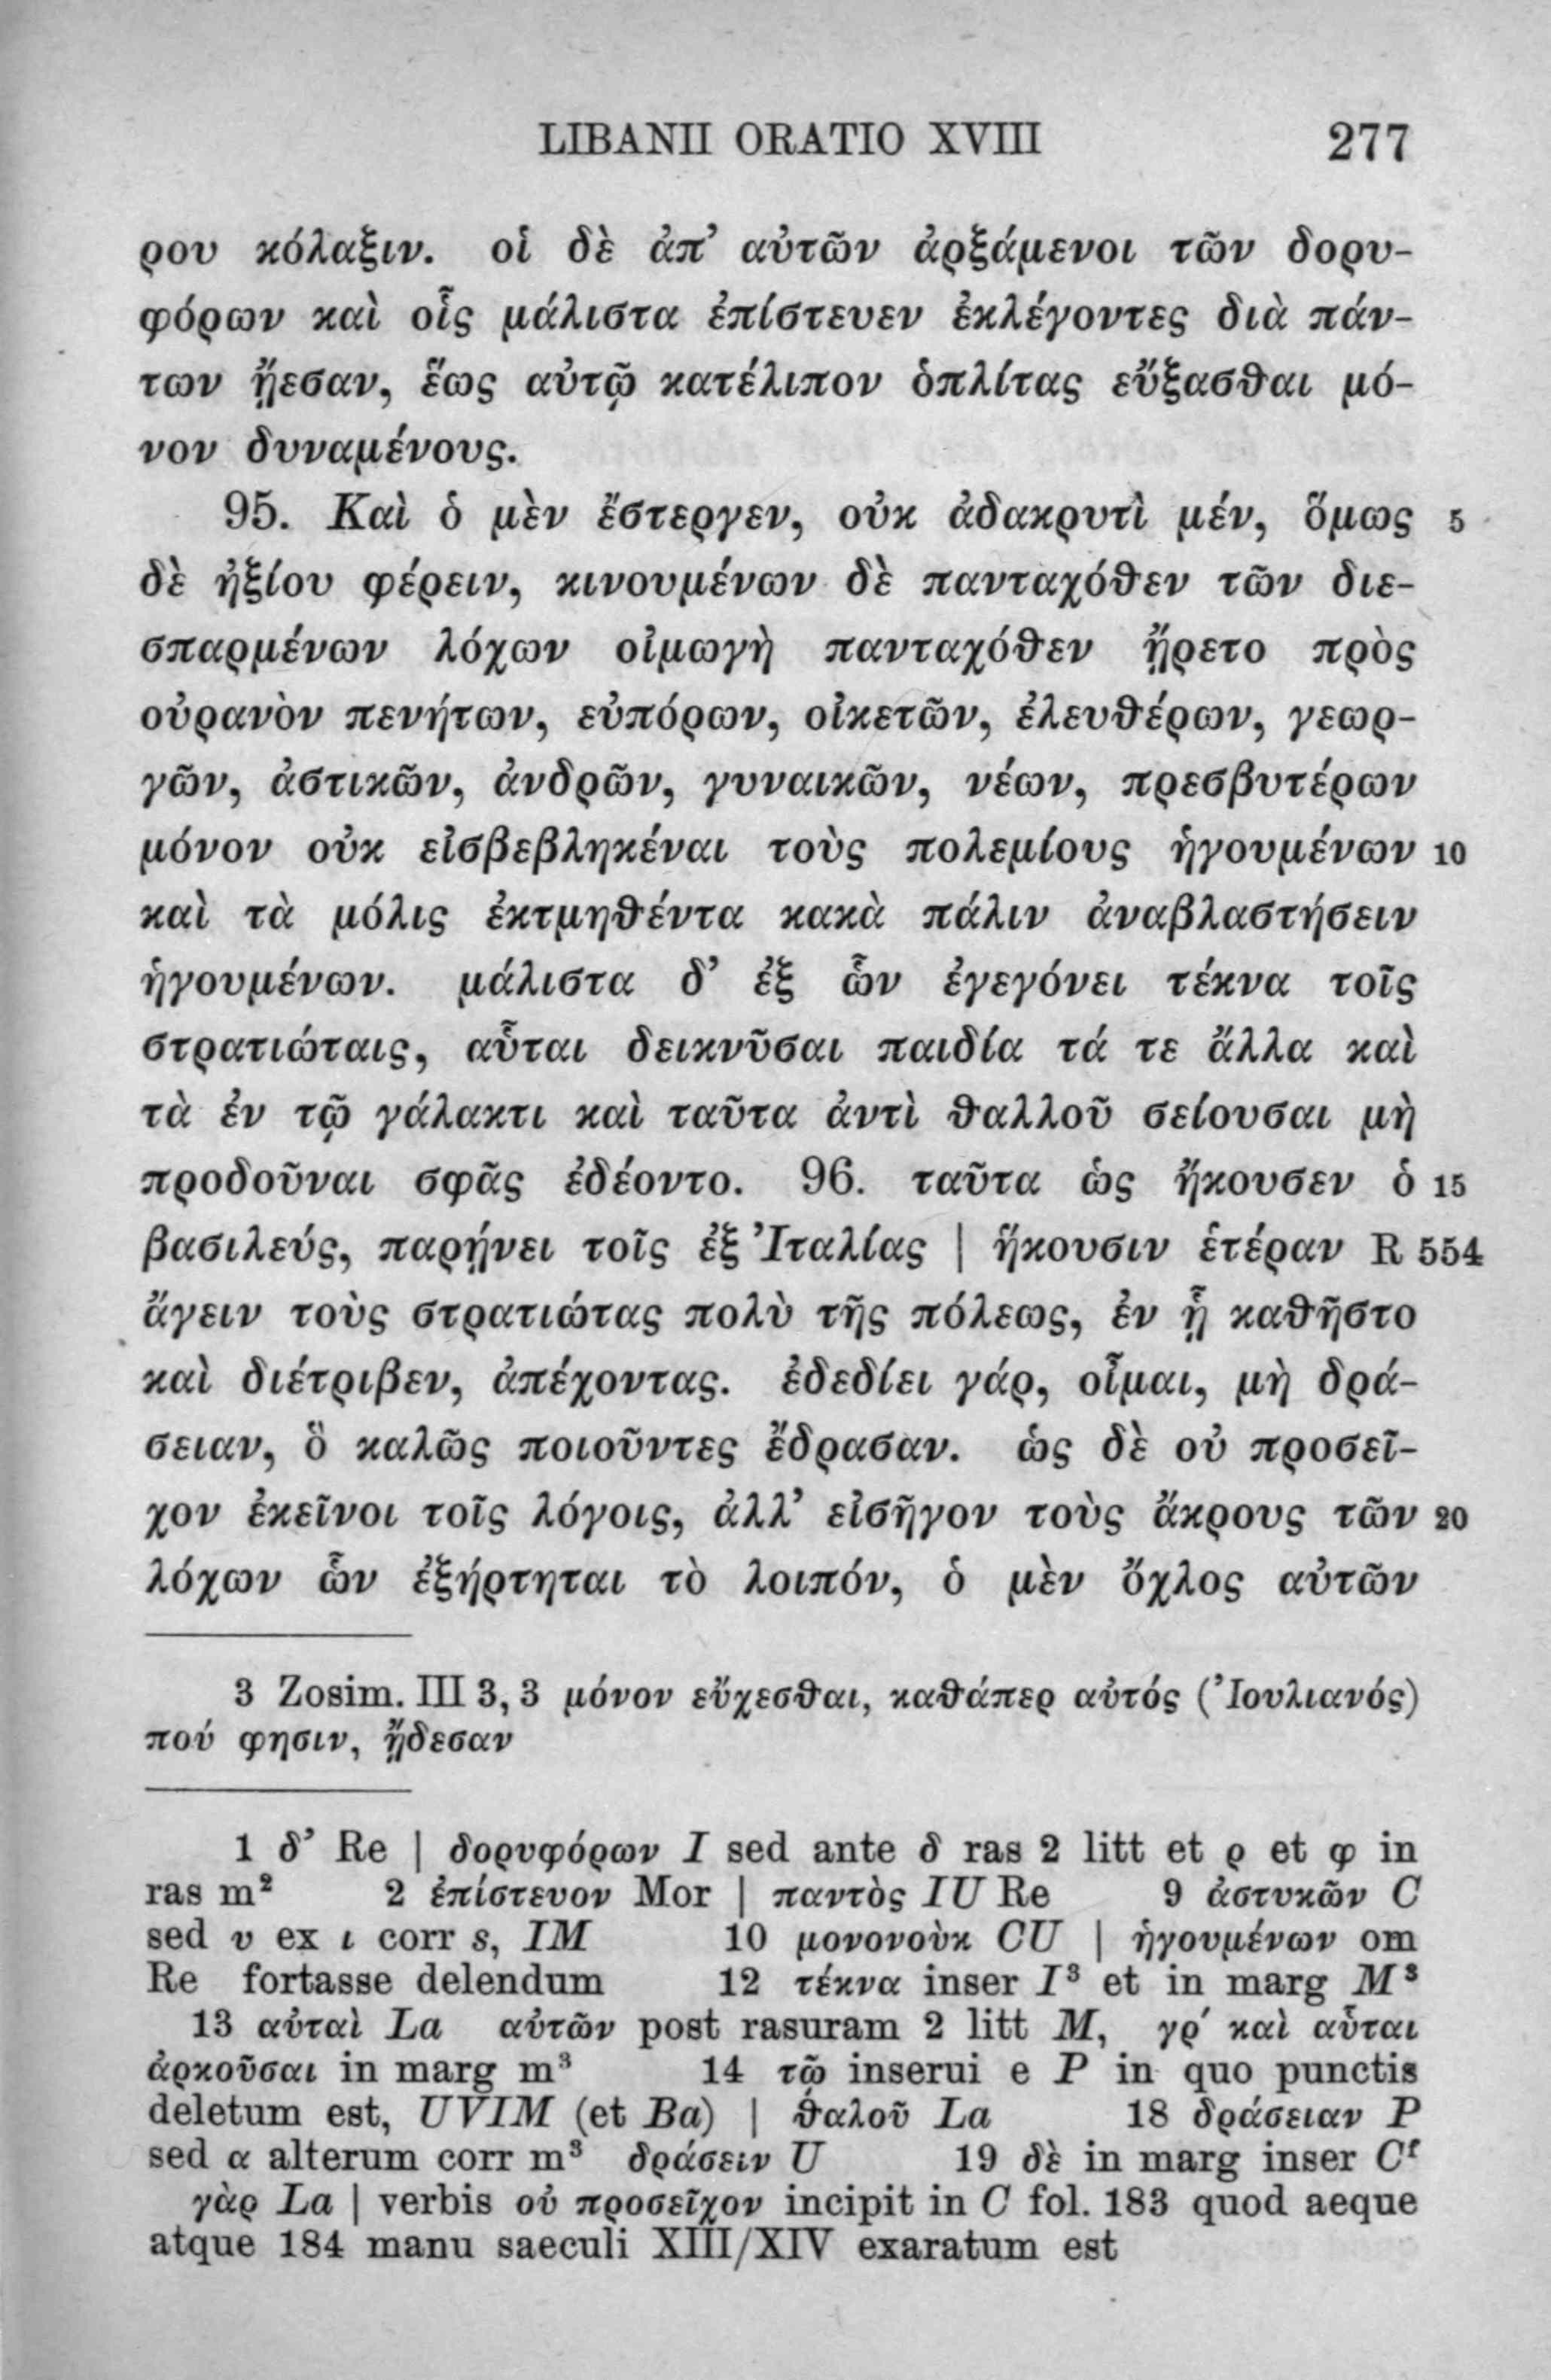 LIBANII ORATIO XVIII 277
ρου κόλαξιν. οἱ δὲ ἀπ’ αὐτῶν ἀρξάμενοι τῶν δορυ-
φόρων καὶ οἷς μάλιστα ἐπίστευεν ἐκλέγοντες διὰ πάν-
των ᾔεσαν, ἕως αὐτῷ κατέλιπον ὁπλίτας εὔξασθαι μό-
νον δυναμένους.
95. Καὶ ὁ μὲν ἔστεργεν, οὐκ ἀδακρυτὶ μέν, ὅμως 5
δὲ ἠξίου φέρειν, κινουμένων δὲ πανταχόθεν τῶν διε-
σπαρμένων λόχων οἰμωγὴ πανταχόθεν ᾔρετο πρὸς
οὐρανὸν πενήτων, εὐπόρων, οἰκετῶν, ἐλευθέρων, γεωρ-
γῶν, ἀστικῶν, ἀνδρῶν, γυναικῶν, νέων, πρεσβυτέρων
μόνον οὐκ εἰσβεβληκέναι τοὺς πολεμίους ἡγουμένων 10
καὶ τὰ μόλις ἐκτμηθέντα κακὰ πάλιν ἀναβλαστήσειν
ἡγουμένων. μάλιστα δ’ ἐξ ὧν ἐγεγόνει τέκνα τοῖς
στρατιώταις, αὗται δεικνῦσαι παιδία τά τε ἄλλα καὶ
τὰ ἐν τῷ γάλακτι καὶ ταῦτα ἀντὶ θαλλοῦ σείουσαι μὴ
προδοῦναι σφᾶς ἐδέοντο. 96. ταῦτα ὡς ἤκουσεν ὁ 15
βασιλεύς, παρῄνει τοῖς ἐξ Ἰταλίας | ἥκουσιν ἑτέραν R 554
ἄγειν τοὺς στρατιώτας πολὺ τῆς πόλεως, ἐν ᾗ καθῆστο
καὶ διέτριβεν, ἀπέχοντας. ἐδεδίει γάρ, οἶμαι, μὴ δρά-
σειαν, ὃ καλῶς ποιοῦντες ἔδρασαν. ὡς δὲ οὐ προσεῖ-
χον ἐκεῖνοι τοῖς λόγοις, ἀλλ’ εἰσῆγον τοὺς ἄκρους τῶν 20
λόχων ὧν ἐξήρτηται τὸ λοιπόν, ὁ μὲν ὄχλος αὐτῶν
3 Zosim. III 3, 3 μόνον εὔχεσθαι, καθάπερ αὐτός (Ἰουλιανός)
πού φησιν, ᾔδεσαν
1 δ’ Re | δορυφόρων I sed ante δ ras 2 litt et ρ et φ in
ras m² 2 ἐπίστευον Mor | παντὸς IU Re 9 ἀστυκῶν C
sed υ ex ι corr s, IM 10 μονονοὺκ CU | ἡγουμένων om
Re fortasse delendum 12 τέκνα inser I³ et in marg M³
13 αὐταὶ La αὐτῶν post rasuram 2 litt M, γρ΄ καὶ αὗται
ἀρκοῦσαι in marg m³ 14 τῷ inserui e P in quo punctis
deletum est, UVIM (et Ba) | θαλοῦ La 18 δράσειαν P
sed α alterum corr m³ δράσειν U 19 δὲ in marg inser Cᶠ
γὰρ La | verbis οὐ προσεῖχον incipit in C fol. 183 quod aeque
atque 184 manu saeculi XIII/XIV exaratum est